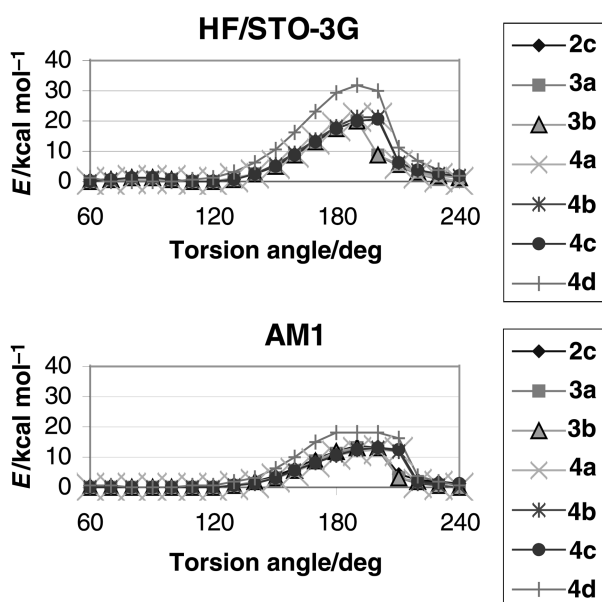 HF/STO-3G
40
30
20
10
0
60
120
180
240
E/kcal mol⁻¹
Torsion angle/deg
2c
3a
3b
4a
4b
4c
4d
AM1
40
30
20
10
0
60
120
180
240
E/kcal mol⁻¹
Torsion angle/deg
2c
3a
3b
4a
4b
4c
4d